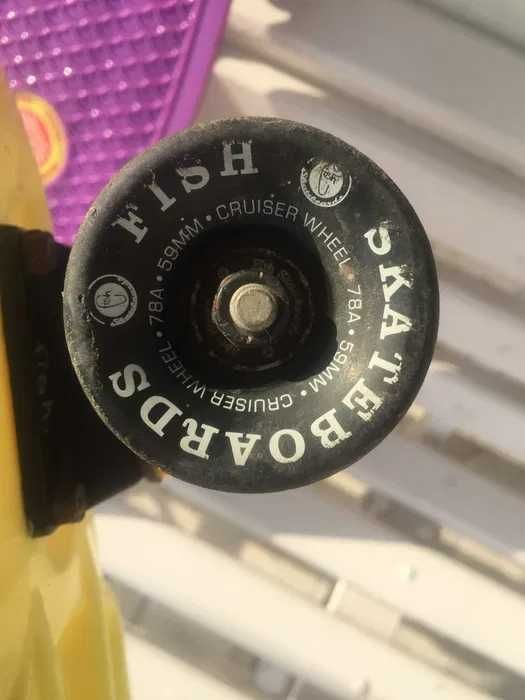 FISH
SKATEBOARDS
59MM • CRUISER WHEEL • 78A • 59MM • CRUISER WHEEL • 78A •